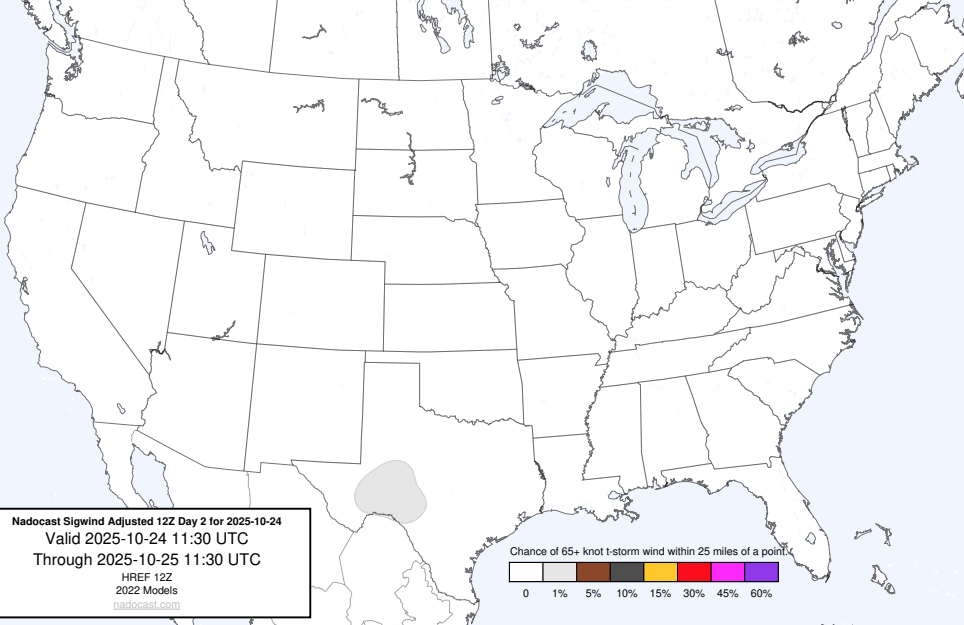 Nadocast Sigwind Adjusted 12Z Day 2 for 2025-10-24
Valid 2025-10-24 11:30 UTC
Through 2025-10-25 11:30 UTC
HREF 12Z
2022 Models
nadocast.com
Chance of 65+ knot t-storm wind within 25 miles of a point.
0 1% 5% 10% 15% 30% 45% 60%